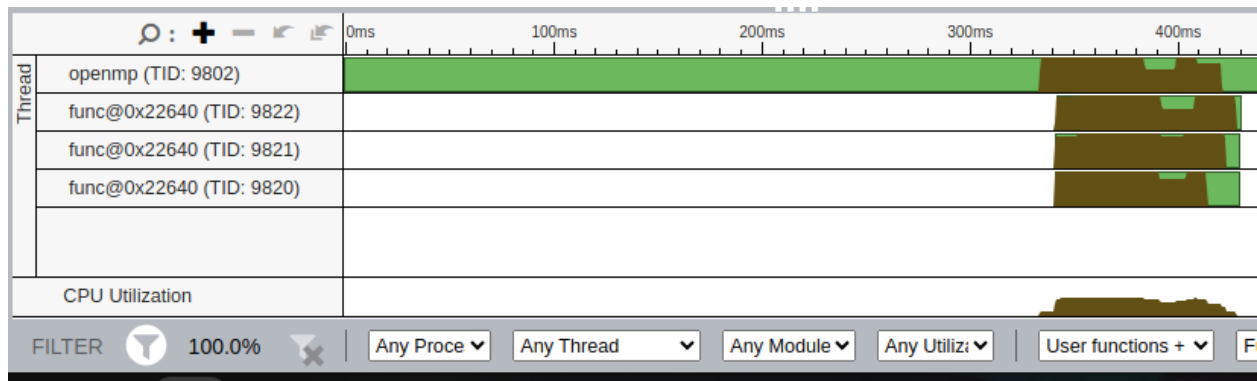 :
0ms 100ms 200ms 300ms 400ms
Thread
openmp (TID: 9802)
func@0x22640 (TID: 9822)
func@0x22640 (TID: 9821)
func@0x22640 (TID: 9820)
CPU Utilization
FILTER 100.0% Any Proce Any Thread Any Module Any Utiliz User functions + F